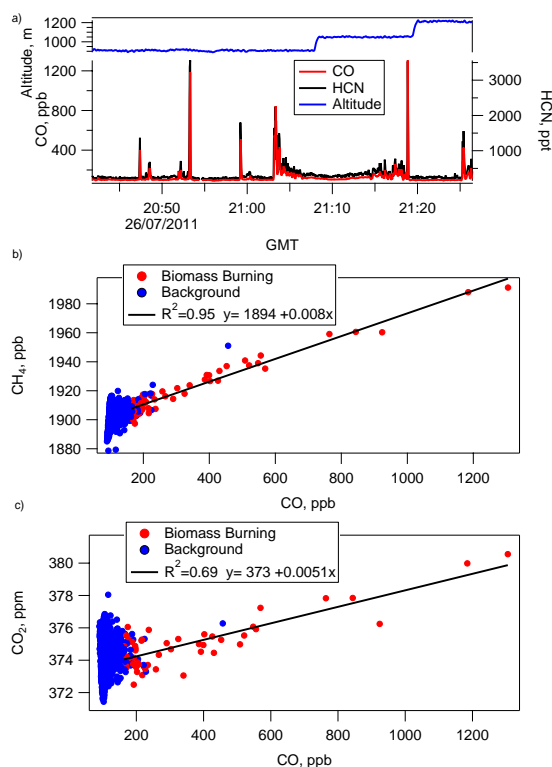 a)
1200
1000
Altitude, m
1200
800
400
CO, ppb
CO
HCN
Altitude
3000
2000
1000
HCN, ppt
20:50
21:00
21:10
21:20
26/07/2011
GMT
b)
Biomass Burning
Background
R²=0.95 y= 1894 +0.008x
1980
1960
1940
1920
1900
1880
CH₄, ppb
200 400 600 800 1000 1200
CO, ppb
c)
Biomass Burning
Background
R²=0.69 y= 373 +0.0051x
380
378
376
374
372
CO₂, ppm
200 400 600 800 1000 1200
CO, ppb